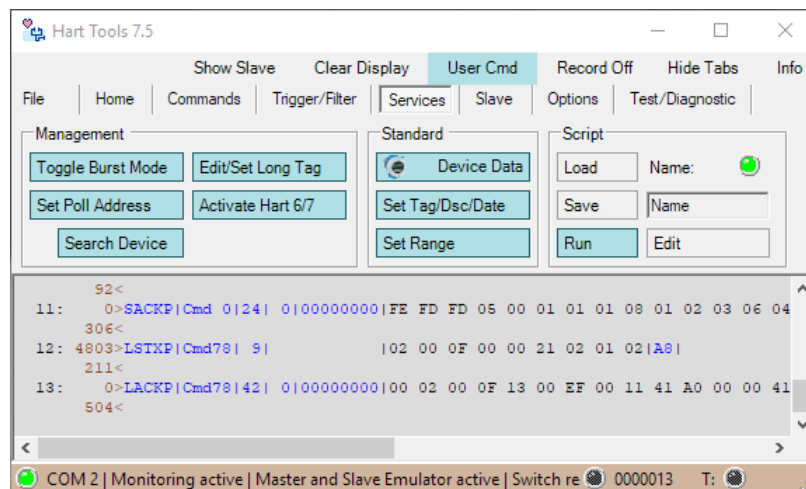 Hart Tools 7.5
Show Slave Clear Display User Cmd Record Off Hide Tabs Info
File Home Commands Trigger/Filter Services Slave Options Test/Diagnostic
Management Standard Script
Toggle Burst Mode Edit/Set Long Tag Device Data Load Name:
Set Poll Address Activate Hart 6/7 Set Tag/Dsc/Date Save Name
Search Device Set Range Run Edit
92<
11: 0>SACKP|Cmd 0|24| 0|00000000|FE FD FD 05 00 01 01 01 08 01 02 03 06 04
306<
12: 4803>LSTXP|Cmd78| 9| |02 00 0F 00 00 21 02 01 02|A8|
211<
13: 0>LACKP|Cmd78|42| 0|00000000|00 02 00 0F 13 00 EF 00 11 41 A0 00 00 41
504<
COM 2 | Monitoring active | Master and Slave Emulator active | Switch re 0000013 T: